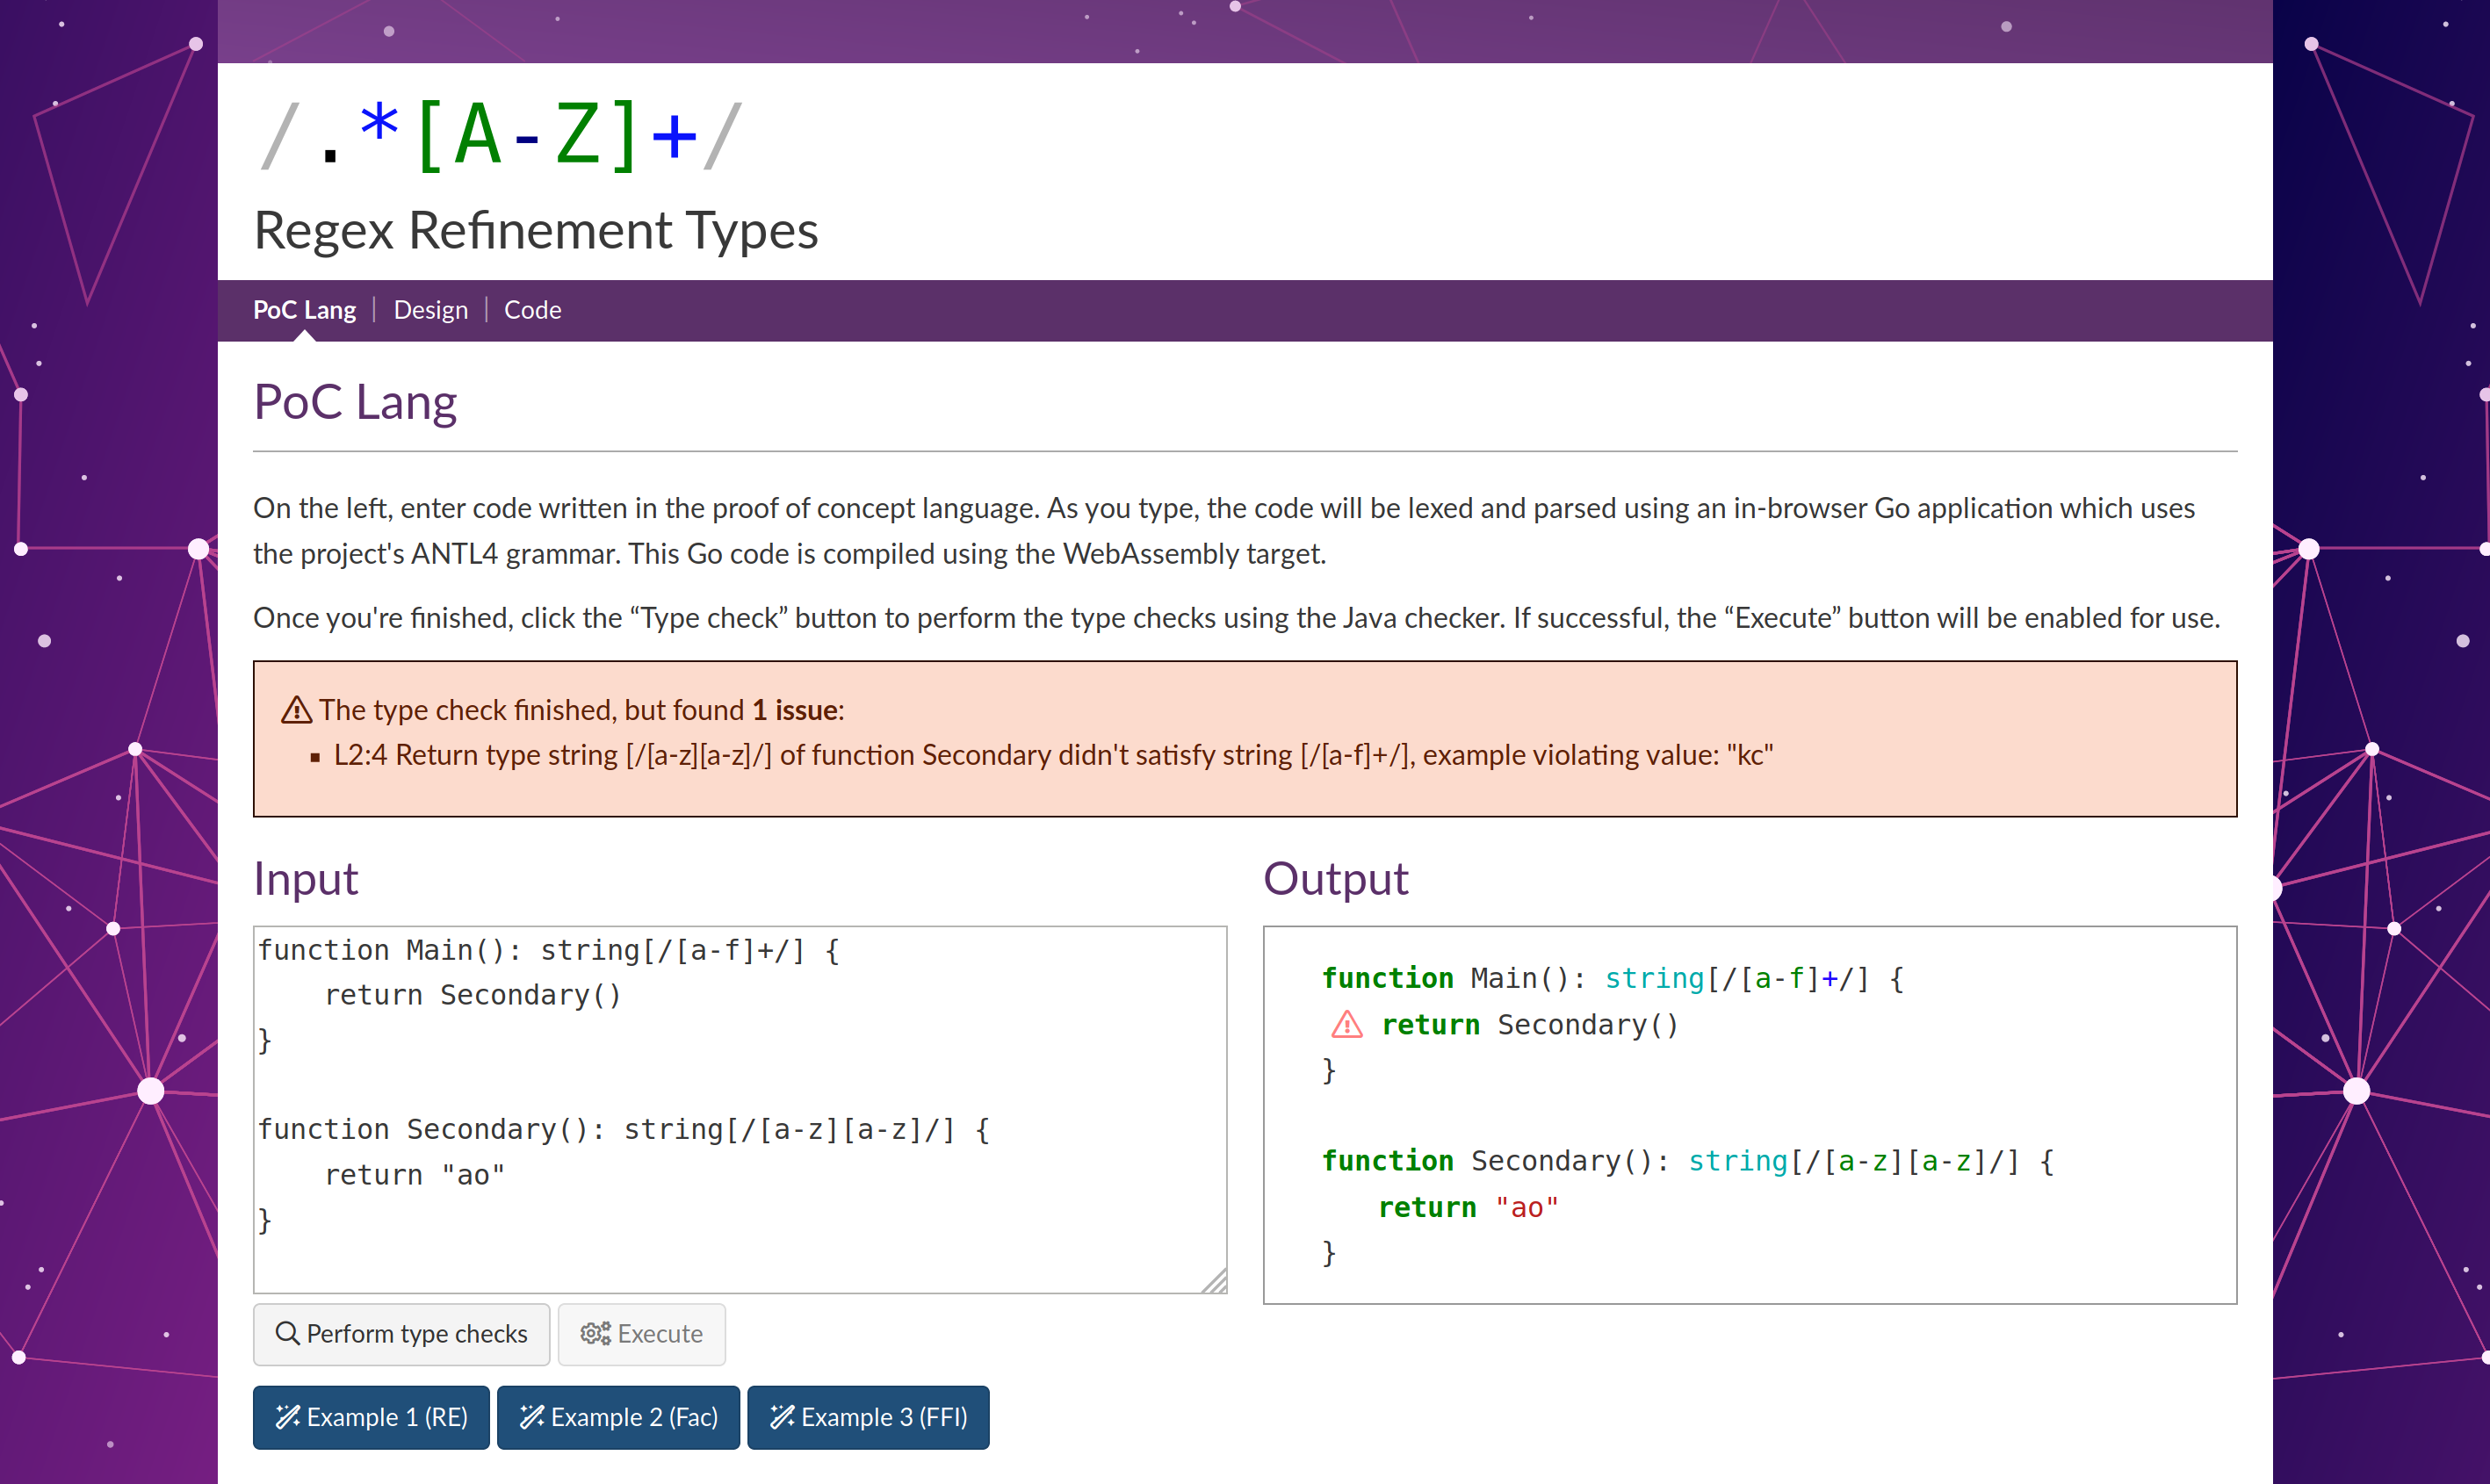 /.*[A-Z]+/
Regex Refinement Types
PoC Lang | Design | Code
PoC Lang
On the left, enter code written in the proof of concept language. As you type, the code will be lexed and parsed using an in-browser Go application which uses
the project's ANTL4 grammar. This Go code is compiled using the WebAssembly target.
Once you're finished, click the “Type check” button to perform the type checks using the Java checker. If successful, the “Execute” button will be enabled for use.
The type check finished, but found 1 issue:
▪ L2:4 Return type string [/[a-z][a-z]/] of function Secondary didn't satisfy string [/[a-f]+/], example violating value: "kc"
Input
function Main(): string[/[a-f]+/] {
    return Secondary()
}
function Secondary(): string[/[a-z][a-z]/] {
    return "ao"
}
Perform type checks
Execute
Example 1 (RE)
Example 2 (Fac)
Example 3 (FFI)
Output
function Main(): string[/[a-f]+/] {
return Secondary()
}
function Secondary(): string[/[a-z][a-z]/] {
return "ao"
}